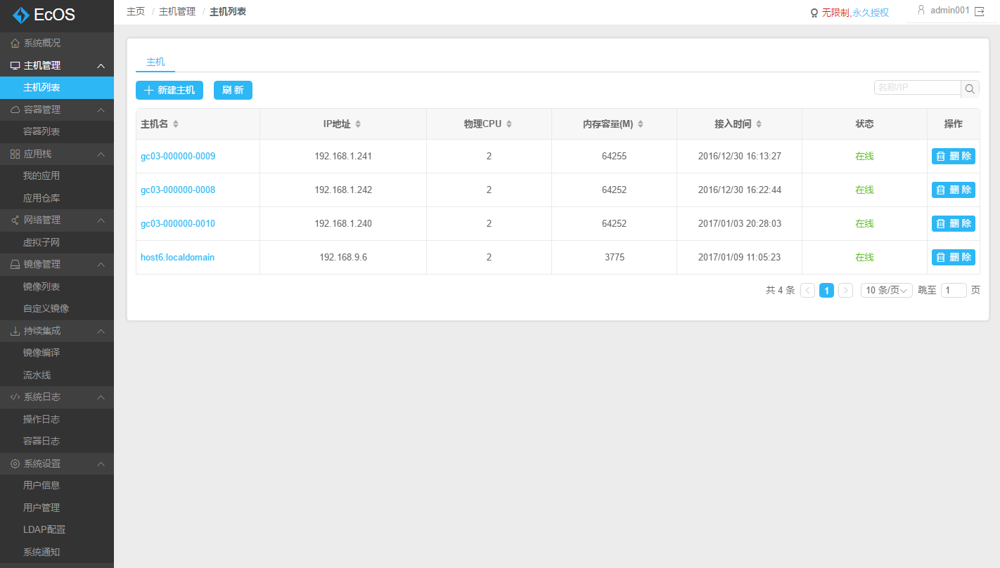 EcOS
主页 / 主机管理 / 主机列表
无限制,永久授权
admin001
系统概况
主机管理
主机列表
容器管理
容器列表
应用栈
我的应用
应用仓库
网络管理
虚拟子网
镜像管理
镜像列表
自定义镜像
持续集成
镜像编译
流水线
系统日志
操作日志
容器日志
系统设置
用户信息
用户管理
LDAP配置
系统通知
主机
新建主机 刷 新
名称/IP
主机名 IP地址 物理CPU 内存容量(M) 接入时间 状态 操作
gc03-000000-0009 192.168.1.241 2 64255 2016/12/30 16:13:27 在线 删 除
gc03-000000-0008 192.168.1.242 2 64252 2016/12/30 16:22:44 在线 删 除
gc03-000000-0010 192.168.1.240 2 64252 2017/01/03 20:28:03 在线 删 除
host6.localdomain 192.168.9.6 2 3775 2017/01/09 11:05:23 在线 删 除
共 4 条 1 10 条/页 跳至 1 页